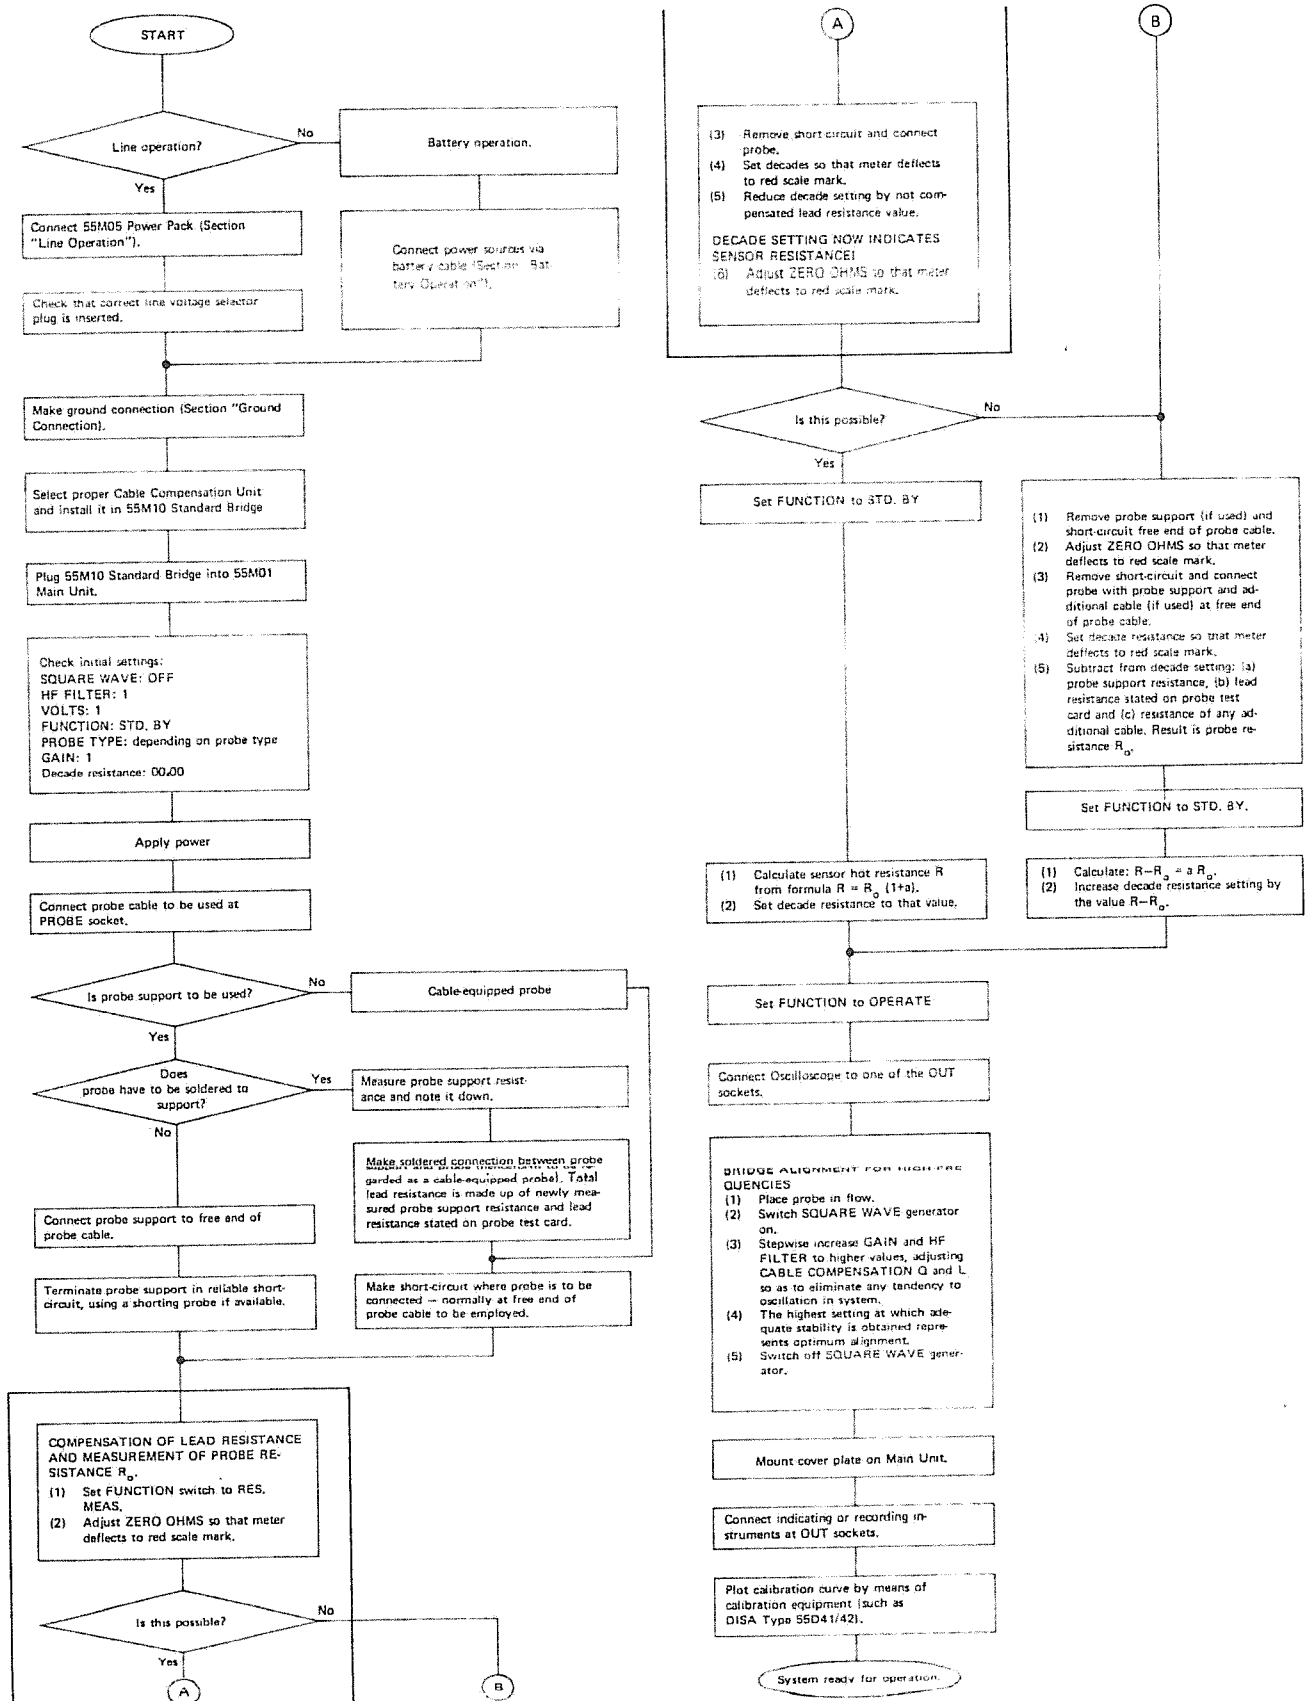 START
Line operation?
No
Battery operation.
Yes
Connect 55M05 Power Pack (Section
"Line Operation").
Connect power sources via
battery cable (Section "Bat-
tery Operation").
Check that correct line voltage selector
plug is inserted.
Make ground connection (Section "Ground
Connection).
Select proper Cable Compensation Unit
and install it in 55M10 Standard Bridge
Plug 55M10 Standard Bridge into 55M01
Main Unit.
Check initial settings:
SQUARE WAVE: OFF
HF FILTER: 1
VOLTS: 1
FUNCTION: STD. BY
PROBE TYPE: depending on probe type
GAIN: 1
Decade resistance: 00.00
Apply power
Connect probe cable to be used at
PROBE socket.
Is probe support to be used?
No
Cable-equipped probe
Yes
Does
probe have to be soldered to
support?
Yes
Measure probe support resist-
ance and note it down.
No
Make soldered connection between probe
support and probe
garded as a cable-equipped probe). Total
lead resistance is made up of newly mea-
sured probe support resistance and lead
resistance stated on probe test card.
Connect probe support to free end of
probe cable.
Terminate probe support in reliable short-
circuit, using a shorting probe if available.
Make short-circuit where probe is to be
connected — normally at free end of
probe cable to be employed.
COMPENSATION OF LEAD RESISTANCE
AND MEASUREMENT OF PROBE RE-
SISTANCE Ro.
(1) Set FUNCTION switch to RES.
MEAS.
(2) Adjust ZERO OHMS so that meter
deflects to red scale mark.
Is this possible?
No
Yes
A
B
A
(3) Remove short-circuit and connect
probe.
(4) Set decades so that meter deflects
to red scale mark.
(5) Reduce decade setting by not com-
pensated lead resistance value.
DECADE SETTING NOW INDICATES
SENSOR RESISTANCE!
(6) Adjust ZERO OHMS so that meter
deflects to red scale mark.
Is this possible?
No
Yes
Set FUNCTION to STD. BY
B
(1) Remove probe support (if used) and
short-circuit free end of probe cable.
(2) Adjust ZERO OHMS so that meter
deflects to red scale mark.
(3) Remove short-circuit and connect
probe with probe support and ad-
ditional cable (if used) at free end
of probe cable.
(4) Set decade resistance so that meter
deflects to red scale mark.
(5) Subtract from decade setting: (a)
probe support resistance, (b) lead
resistance stated on probe test
card and (c) resistance of any ad-
ditional cable. Result is probe re-
sistance Ro.
Set FUNCTION to STD. BY.
(1) Calculate sensor hot resistance R
from formula R = Ro (1+a).
(2) Set decade resistance to that value.
(1) Calculate: R−Ro = a Ro.
(2) Increase decade resistance setting by
the value R−Ro.
Set FUNCTION to OPERATE
Connect Oscilloscope to one of the OUT
sockets.
BRIDGE ALIGNMENT FOR HIGH FRE
QUENCIES
(1) Place probe in flow.
(2) Switch SQUARE WAVE generator
on.
(3) Stepwise increase GAIN and HF
FILTER to higher values, adjusting
CABLE COMPENSATION Q and L
so as to eliminate any tendency to
oscillation in system.
(4) The highest setting at which ade-
quate stability is obtained repre-
sents optimum alignment.
(5) Switch off SQUARE WAVE gener-
ator.
Mount cover plate on Main Unit.
Connect indicating or recording in-
struments at OUT sockets.
Plot calibration curve by means of
calibration equipment (such as
DISA Type 55D41/42).
System ready for operation.